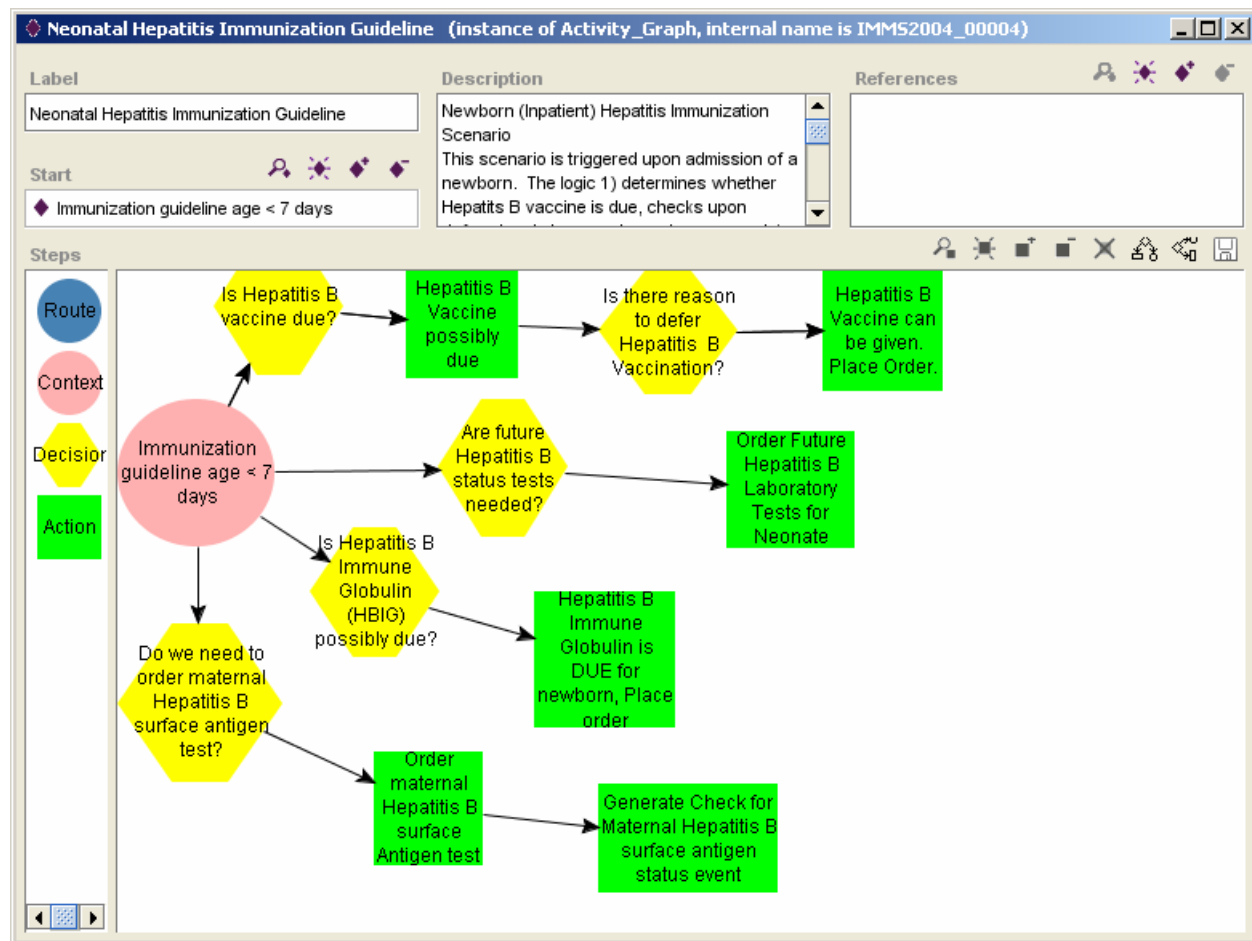 Neonatal Hepatitis Immunization Guideline   (instance of Activity_Graph, internal name is IMMS2004_00004)
Label
Neonatal Hepatitis Immunization Guideline
Description
Newborn (Inpatient) Hepatitis Immunization
Scenario
This scenario is triggered upon admission of a
newborn.  The logic 1) determines whether
Hepatits B vaccine is due, checks upon
References
Start
Immunization guideline age < 7 days
Steps
Route
Context
Decision
Action
Is Hepatitis B
vaccine due?
Hepatitis B
Vaccine
possibly
due
Is there reason
to defer
Hepatitis  B
Vaccination?
Hepatitis B
Vaccine can
be given.
Place Order.
Immunization
guideline age < 7
days
Are future
Hepatitis B
status tests
needed?
Order Future
Hepatitis B
Laboratory
Tests for
Neonate
Is Hepatitis B
Immune
Globulin
(HBIG)
possibly due?
Hepatitis B
Immune
Globulin is
DUE for
newborn, Place
order
Do we need to
order maternal
Hepatitis B
surface antigen
test?
Order
maternal
Hepatitis B
surface
Antigen test
Generate Check for
Maternal Hepatitis B
surface antigen
status event